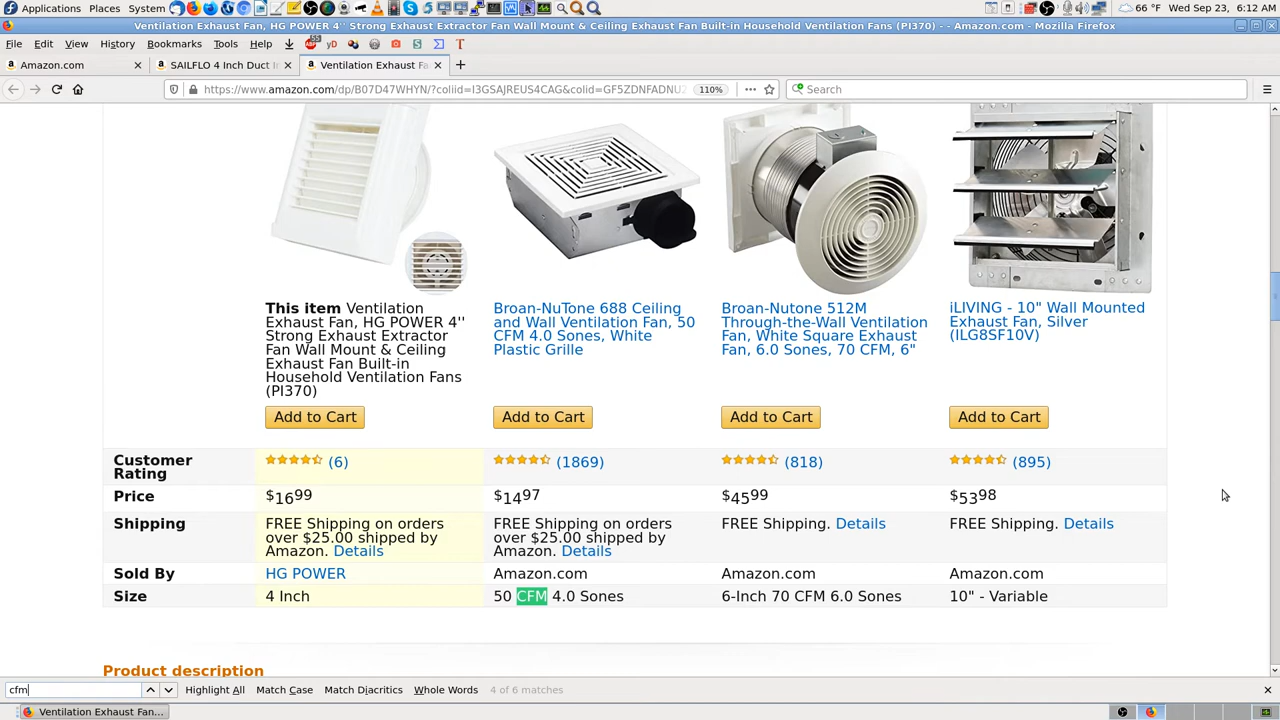 Applications Places System 66 °F Wed Sep 23, 6:12 AM
Ventilation Exhaust Fan, HG POWER 4'' Strong Exhaust Extractor Fan Wall Mount & Ceiling Exhaust Fan Built-in Household Ventilation Fans (PI370) - - Amazon.com - Mozilla Firefox
File Edit View History Bookmarks Tools Help
Amazon.com SAILFLO 4 Inch Duct I Ventilation Exhaust Fa
https://www.amazon.com/dp/B07D47WHYN/?coliid=I3GSAJREUS4CAG&colid=GF5ZDNFADNU 110% Search
This item Ventilation
Exhaust Fan, HG POWER 4''
Strong Exhaust Extractor
Fan Wall Mount & Ceiling
Exhaust Fan Built-in
Household Ventilation Fans
(PI370)
Broan-NuTone 688 Ceiling
and Wall Ventilation Fan, 50
CFM 4.0 Sones, White
Plastic Grille
Broan-Nutone 512M
Through-the-Wall Ventilation
Fan, White Square Exhaust
Fan, 6.0 Sones, 70 CFM, 6"
iLIVING - 10" Wall Mounted
Exhaust Fan, Silver
(ILG8SF10V)
Add to Cart Add to Cart Add to Cart Add to Cart
Customer
Rating
(6) (1869) (818) (895)
Price $1699 $1497 $4599 $5398
Shipping
FREE Shipping on orders
over $25.00 shipped by
Amazon. Details
FREE Shipping on orders
over $25.00 shipped by
Amazon. Details
FREE Shipping. Details
FREE Shipping. Details
Sold By HG POWER Amazon.com Amazon.com Amazon.com
Size 4 Inch 50 CFM 4.0 Sones 6-Inch 70 CFM 6.0 Sones 10" - Variable
Product description
cfm Highlight All Match Case Match Diacritics Whole Words 4 of 6 matches
Ventilation Exhaust Fan...